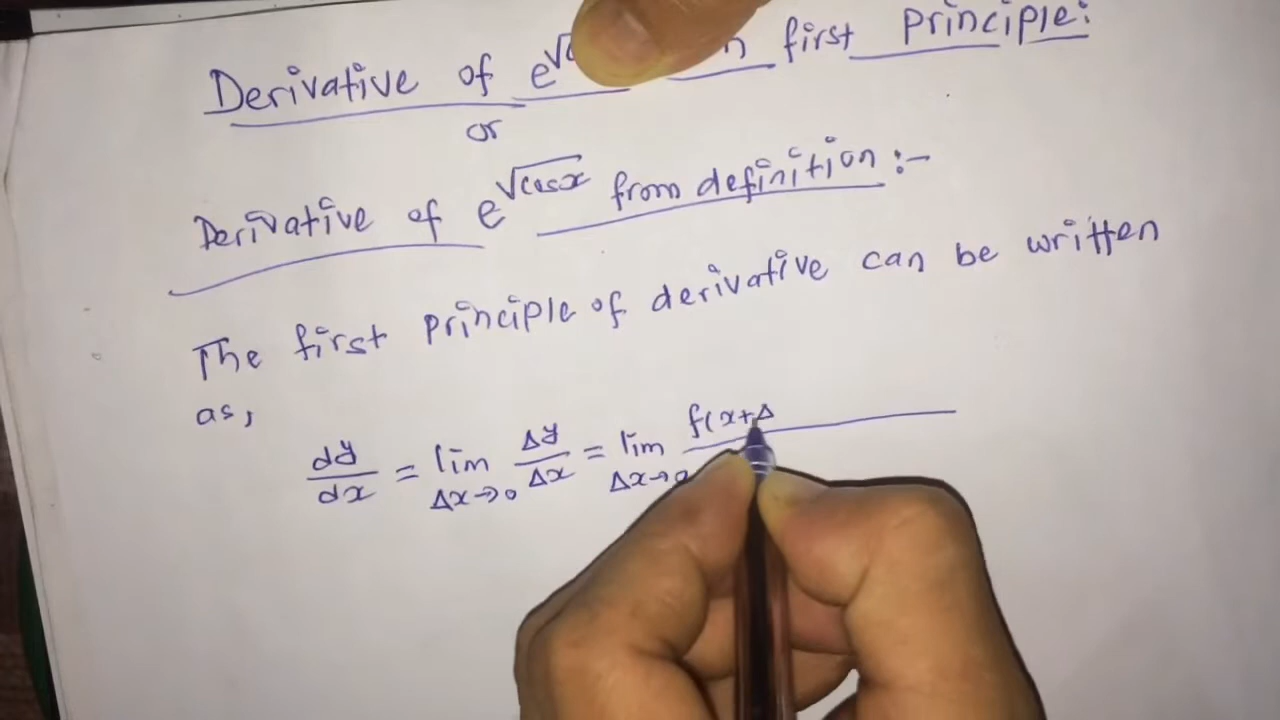 Derivative of e^√ first principle:
or
Derivative of e^√cosx from definition :-
The first principle of derivative can be written
as,
dy/dx = lim Δx→0 Δy/Δx = lim Δx→0 f(x+Δ